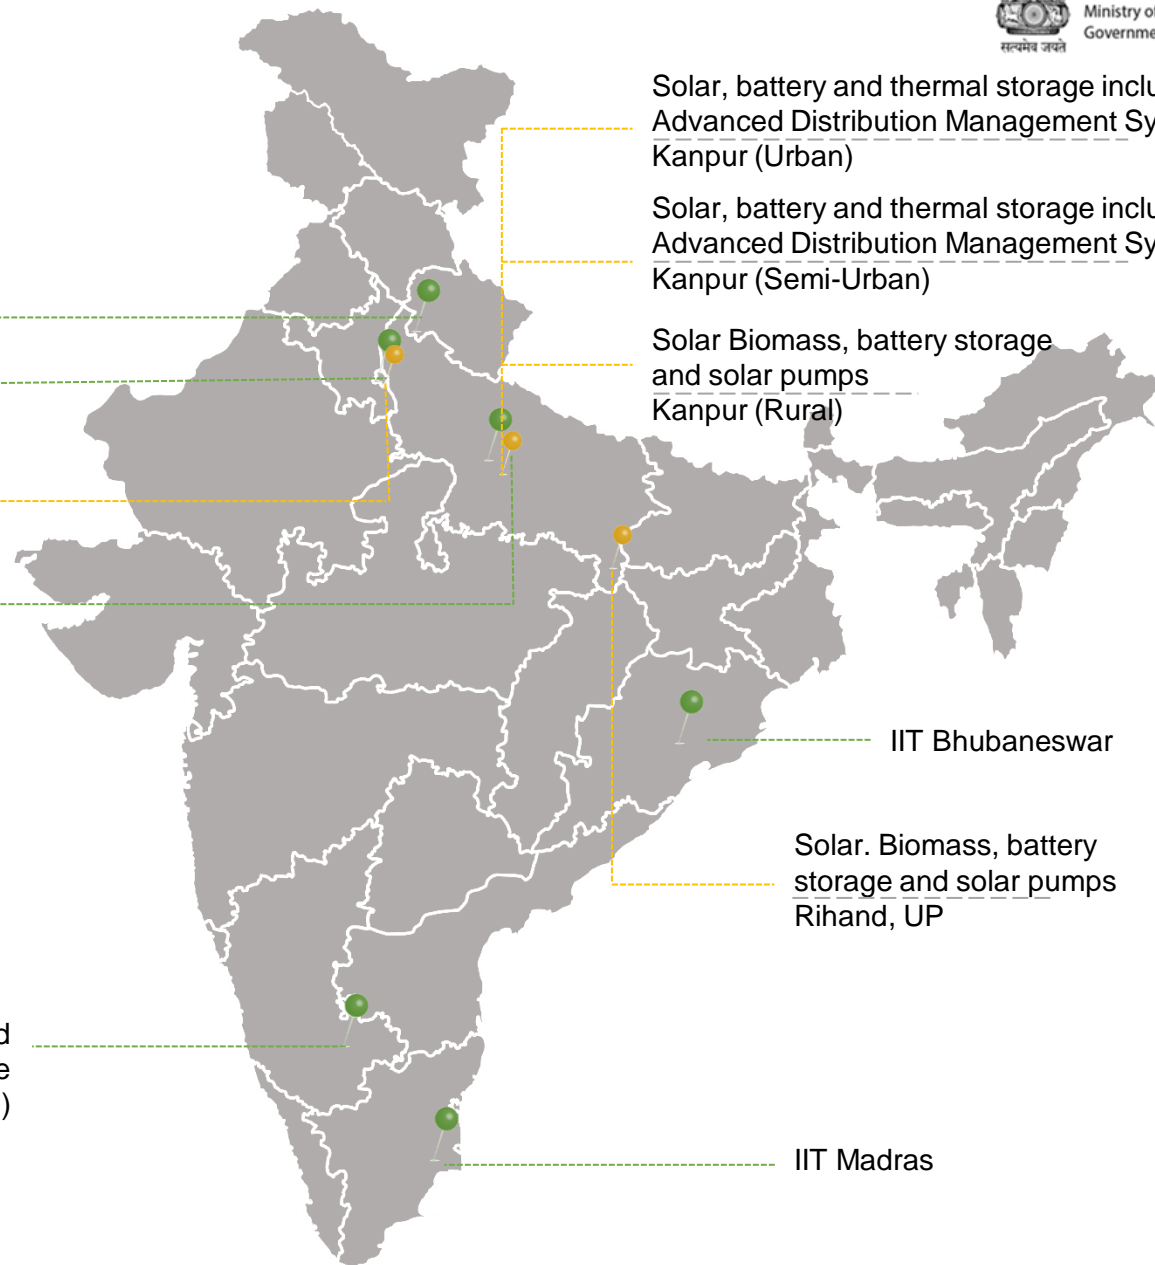 Ministry of
Governme
सत्यमेव जयते
Solar, battery and thermal storage inclu
Advanced Distribution Management Sy
Kanpur (Urban)
Solar, battery and thermal storage inclu
Advanced Distribution Management Sy
Kanpur (Semi-Urban)
Solar Biomass, battery storage
and solar pumps
Kanpur (Rural)
IIT Bhubaneswar
Solar. Biomass, battery
storage and solar pumps
Rihand, UP
d
e
)
IIT Madras